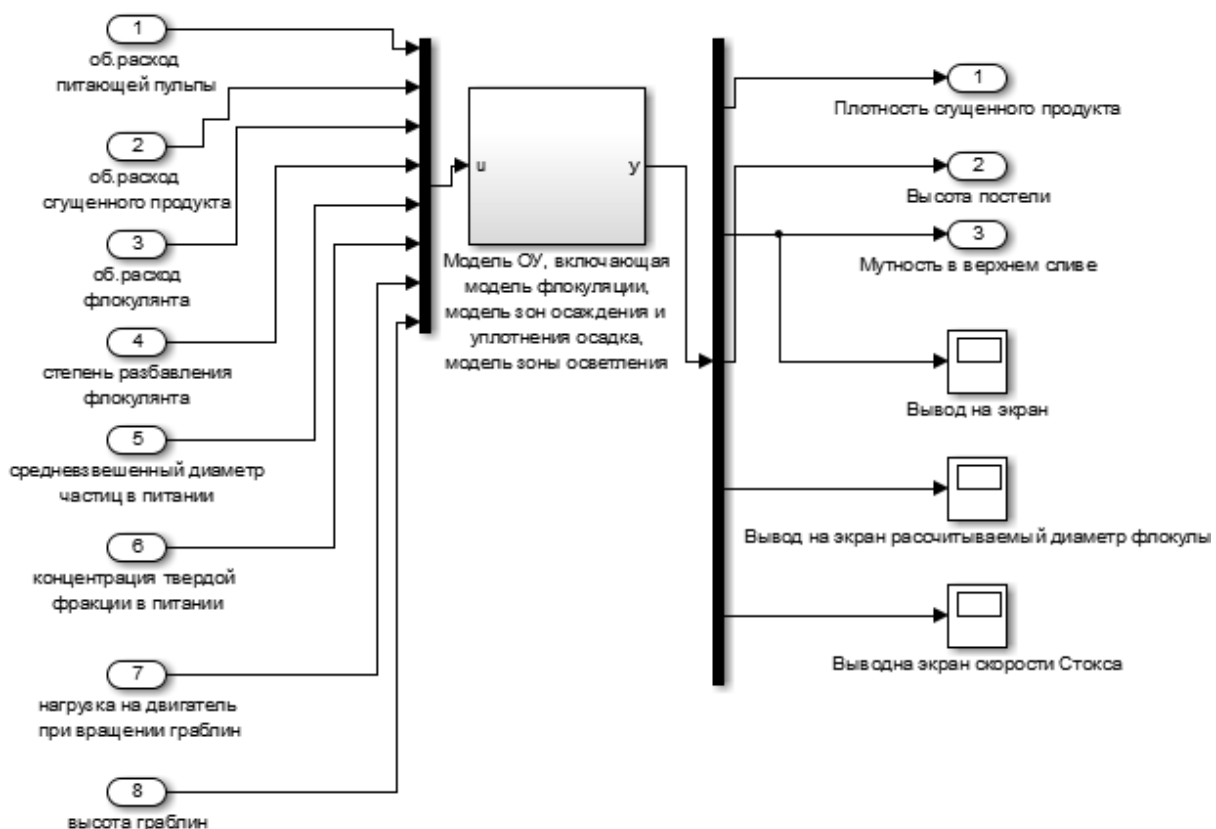 1
об.расход
питающей пульпы
2
об.расход
сгущенного продукта
3
об.расход
флокулянта
4
степень разбавления
флокулянта
5
средневзвешенный диаметр
частиц в питании
6
концентрация твердой
фракции в питании
7
нагрузка на двигатель
при вращении граблин
8
высота граблин
u
y
Модель ОУ, включающая
модель флокуляции,
модель зон осаждения и
уплотнения осадка,
модель зоны осветления
1
Плотность сгущенного продукта
2
Высота постели
3
Мутность в верхнем сливе
Вывод на экран
Вывод на экран рассчитываемый диаметр флокулы
Выводна экран скорости Стокса